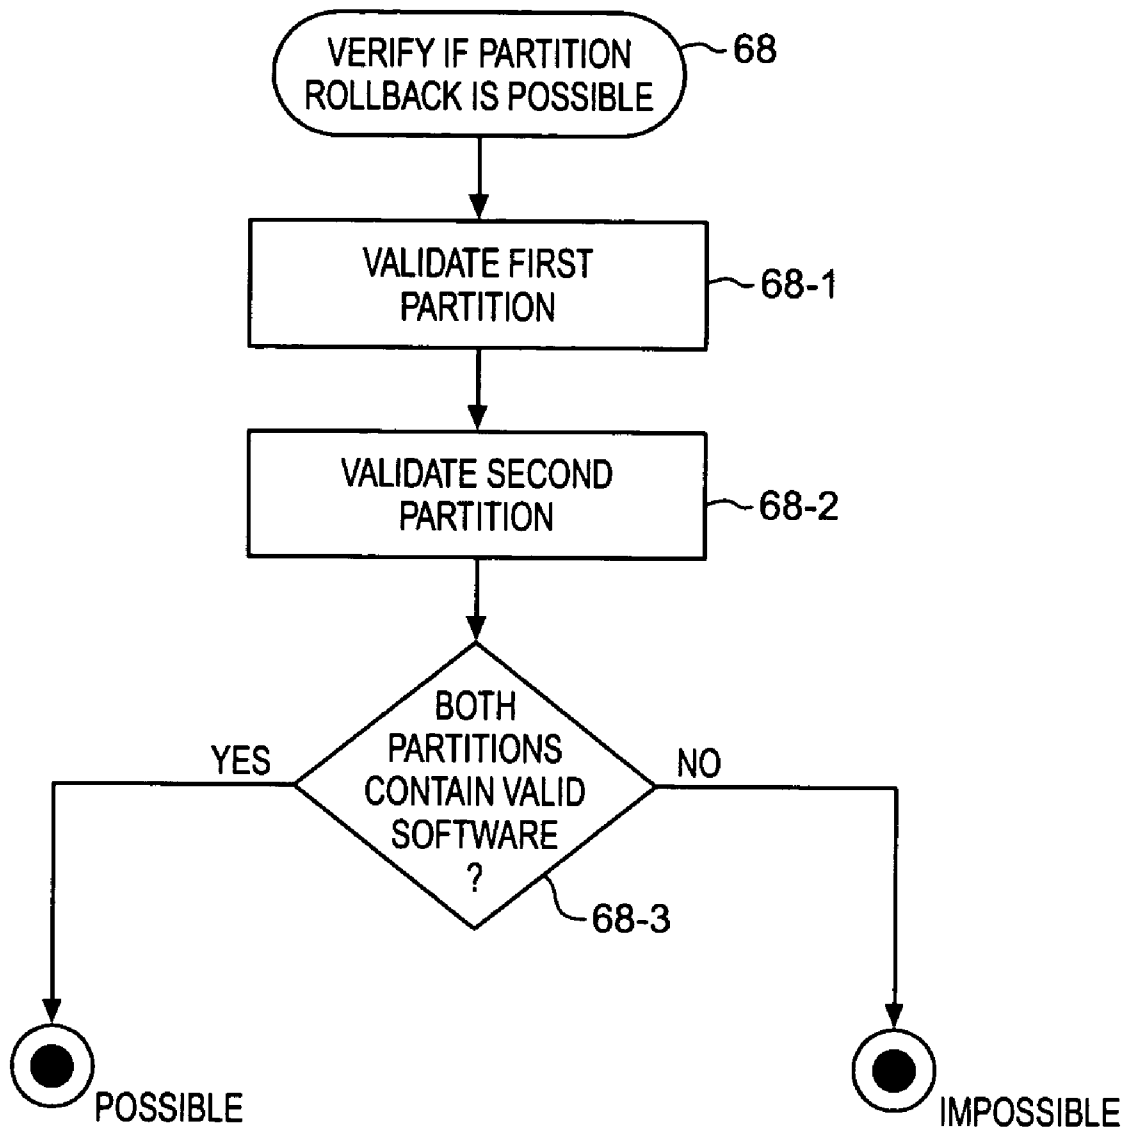 VERIFY IF PARTITION
ROLLBACK IS POSSIBLE
68
VALIDATE FIRST
PARTITION
68-1
VALIDATE SECOND
PARTITION
68-2
BOTH
PARTITIONS
CONTAIN VALID
SOFTWARE
?
YES
NO
68-3
POSSIBLE
IMPOSSIBLE